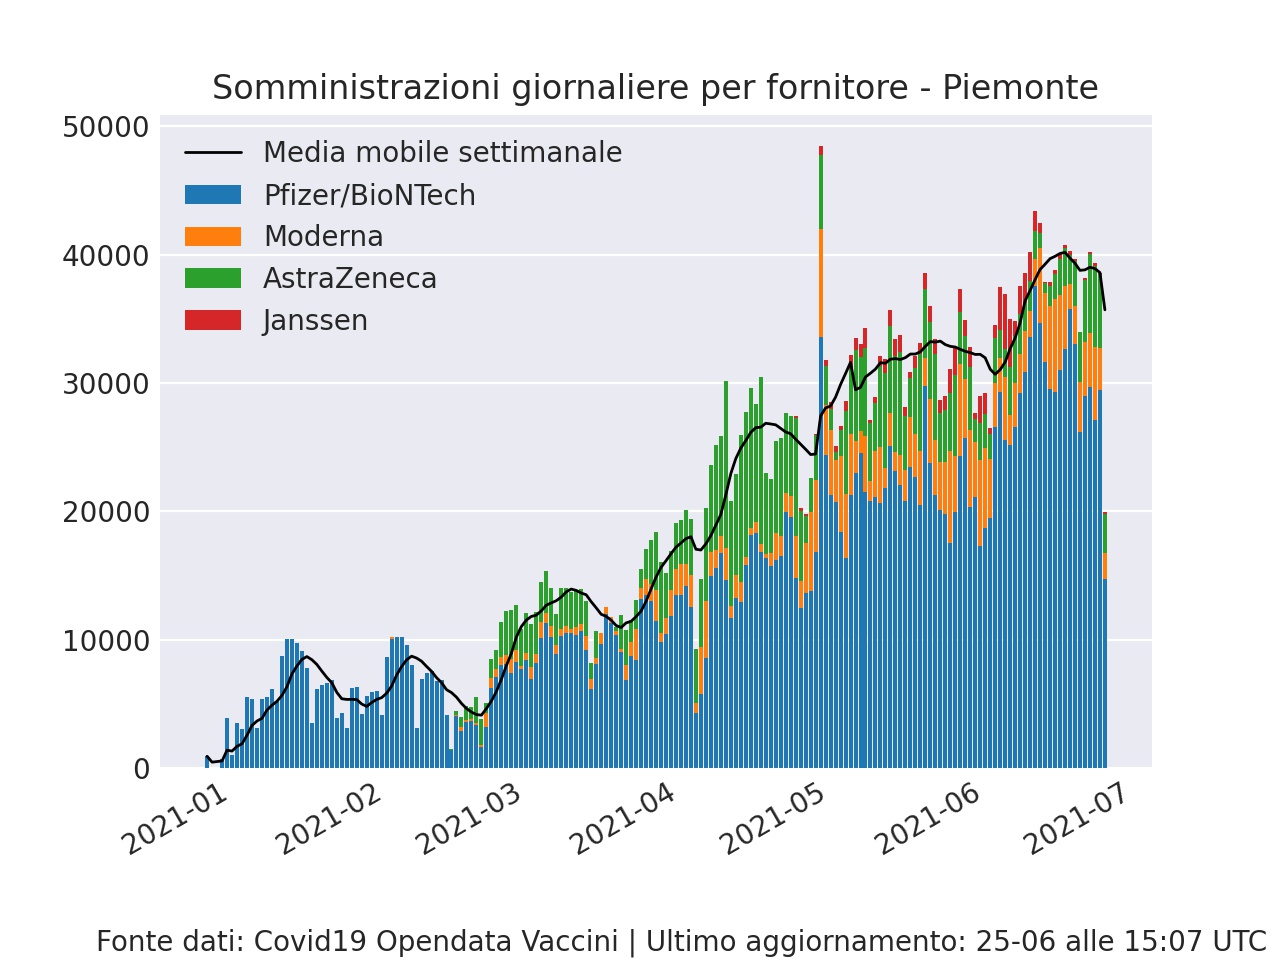 Somministrazioni giornaliere per fornitore - Piemonte
50000
40000
30000
20000
10000
0
Media mobile settimanale
Pfizer/BioNTech
Moderna
AstraZeneca
Janssen
2021-01
2021-02
2021-03
2021-04
2021-05
2021-06
2021-07
Fonte dati: Covid19 Opendata Vaccini | Ultimo aggiornamento: 25-06 alle 15:07 UTC